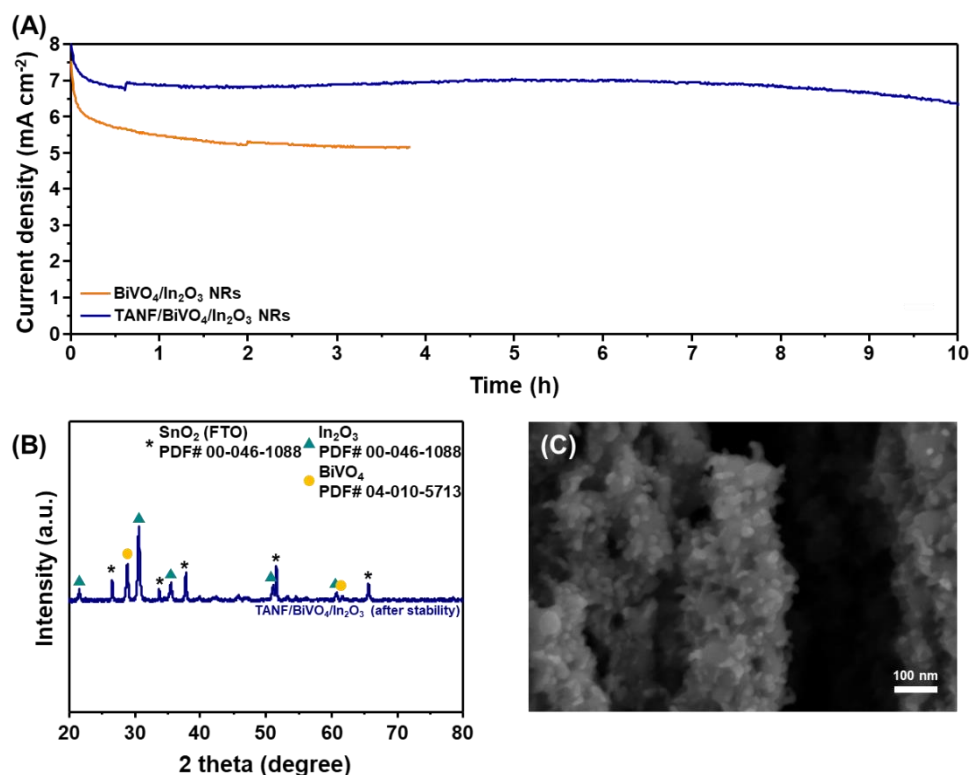 (A)
8
7
6
5
4
3
2
1
0
Current density (mA cm⁻²)
BiVO₄/In₂O₃ NRs
TANF/BiVO₄/In₂O₃ NRs
0 1 2 3 4 5 6 7 8 9 10
Time (h)
(B)
SnO₂ (FTO)
* PDF# 00-046-1088
In₂O₃
PDF# 00-046-1088
BiVO₄
PDF# 04-010-5713
* * * * *
Intensity (a.u.)
TANF/BiVO₄/In₂O₃ (after stability)
20 30 40 50 60 70 80
2 theta (degree)
(C)
100 nm